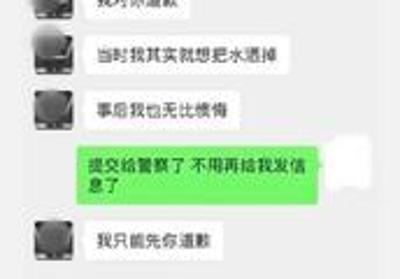 我对你道歉
当时我其实就想把水洒掉
事后我也无比懊悔
提交给警察了 不用再给我发信
息了
我只能先你道歉